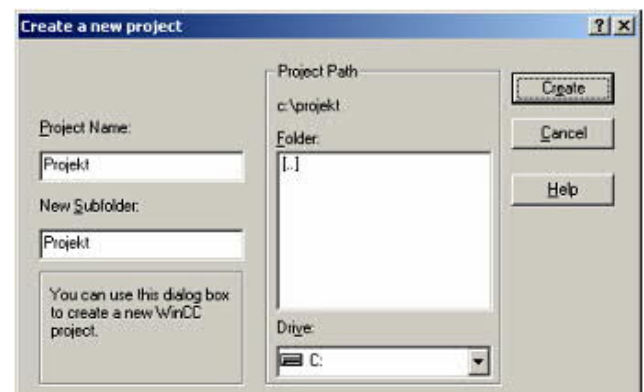 Create a new project
Project Name:
Projekt
New Subfolder:
Projekt
You can use this dialog box
to create a new WinCC
project.
Project Path
c:\projekt
Folder:
[..]
Drive:
C:
Create
Cancel
Help